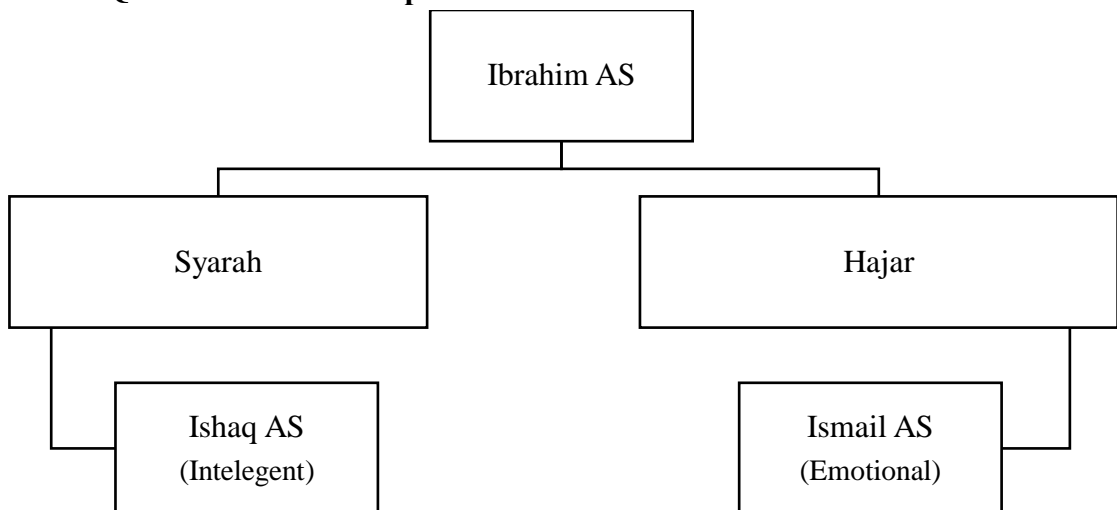 Ibrahim AS
Syarah
Hajar
Ishaq AS
(Intelegent)
Ismail AS
(Emotional)